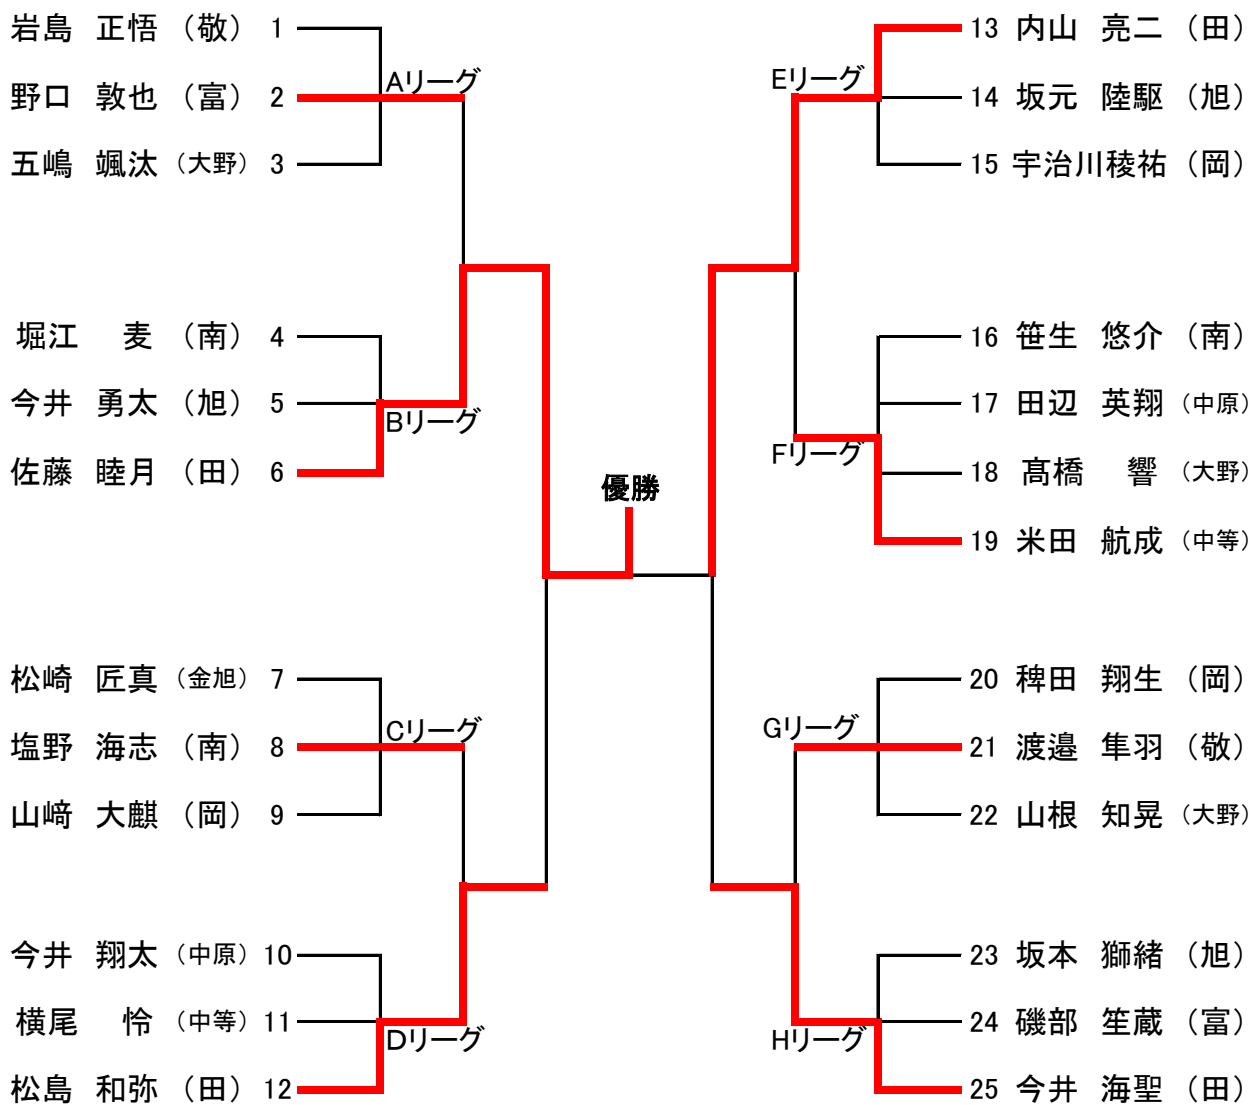 岩島 正悟 （敬） 1
Aリーグ
野口 敦也 （富） 2
五嶋 颯汰 （大野） 3
堀江 麦 （南） 4
今井 勇太 （旭） 5
Bリーグ
佐藤 睦月 （田） 6
松崎 匠真 （金旭） 7
Cリーグ
塩野 海志 （南） 8
山﨑 大麒 （岡） 9
今井 翔太 （中原） 10
横尾 怜 （中等） 11
Dリーグ
松島 和弥 （田） 12
優勝
13 内山 亮二 （田）
Eリーグ
14 坂元 陸駆 （旭）
15 宇治川稜祐 （岡）
16 笹生 悠介 （南）
17 田辺 英翔 （中原）
Fリーグ
18 髙橋 響 （大野）
19 米田 航成 （中等）
20 稗田 翔生 （岡）
Gリーグ
21 渡邉 隼羽 （敬）
22 山根 知晃 （大野）
23 坂本 獅緒 （旭）
24 磯部 笙蔵 （富）
Hリーグ
25 今井 海聖 （田）